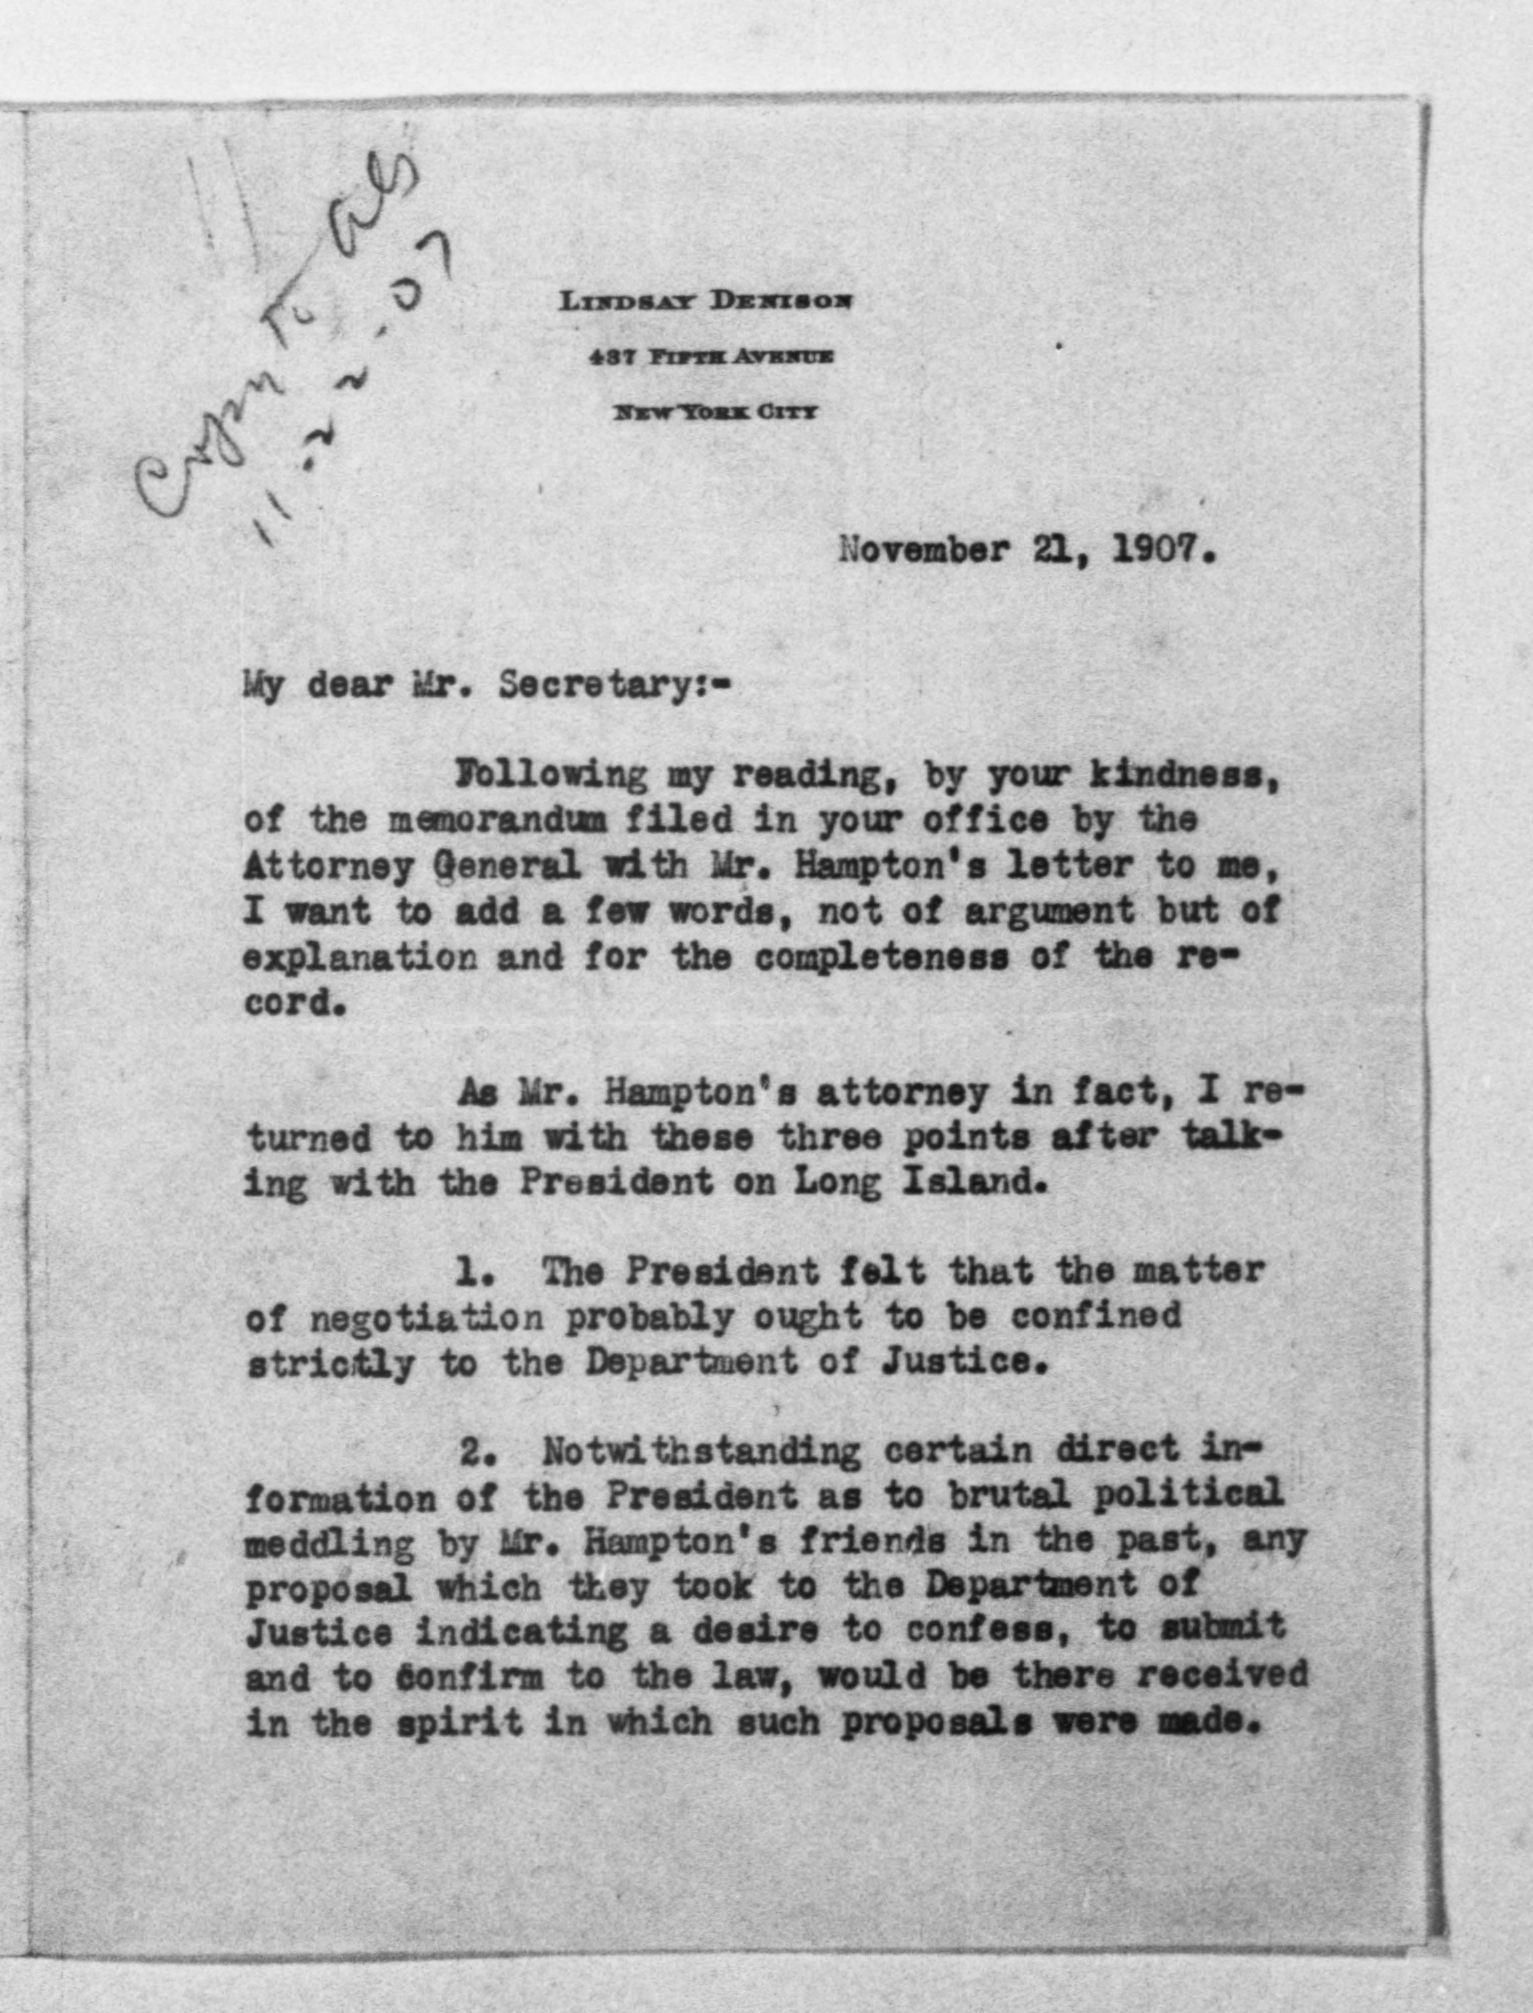 Copy to AG
11-22-07
LINDSAY DENISON
437 FIFTH AVENUE
NEW YORK CITY
November 21, 1907.
My dear Mr. Secretary:-
Following my reading, by your kindness,
of the memorandum filed in your office by the
Attorney General with Mr. Hampton's letter to me,
I want to add a few words, not of argument but of
explanation and for the completeness of the re-
cord.
As Mr. Hampton's attorney in fact, I re-
turned to him with these three points after talk-
ing with the President on Long Island.
1. The President felt that the matter
of negotiation probably ought to be confined
strictly to the Department of Justice.
2. Notwithstanding certain direct in-
formation of the President as to brutal political
meddling by Mr. Hampton's friends in the past, any
proposal which they took to the Department of
Justice indicating a desire to confess, to submit
and to confirm to the law, would be there received
in the spirit in which such proposals were made.